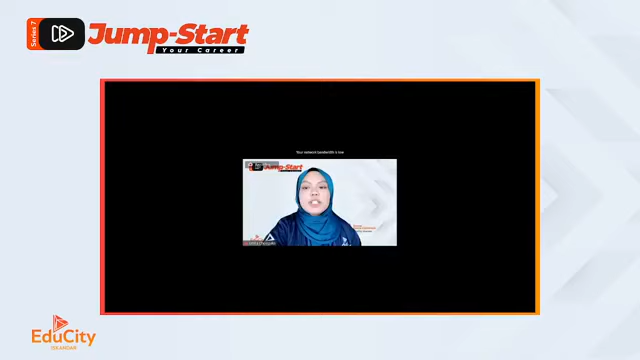 Series 7
Jump-Start
Your Career
Your network bandwidth is low
Jump-Start
EduCity
ISKANDAR